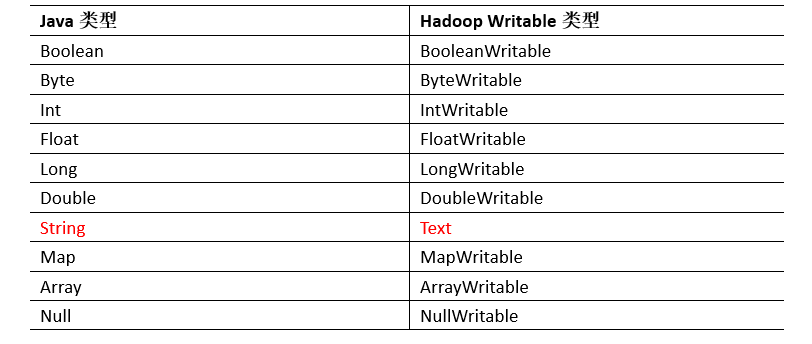 Java 类型 Hadoop Writable 类型
Boolean BooleanWritable
Byte ByteWritable
Int IntWritable
Float FloatWritable
Long LongWritable
Double DoubleWritable
String Text
Map MapWritable
Array ArrayWritable
Null NullWritable